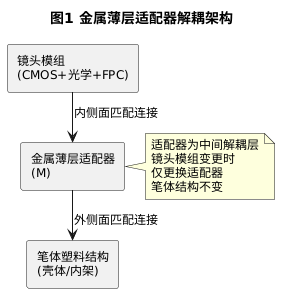 图1 金属薄层适配器解耦架构
镜头模组
(CMOS+光学+FPC)
内侧面匹配连接
金属薄层适配器
(M)
适配器为中间解耦层
镜头模组变更时
仅更换适配器
笔体结构不变
外侧面匹配连接
笔体塑料结构
(壳体/内架)